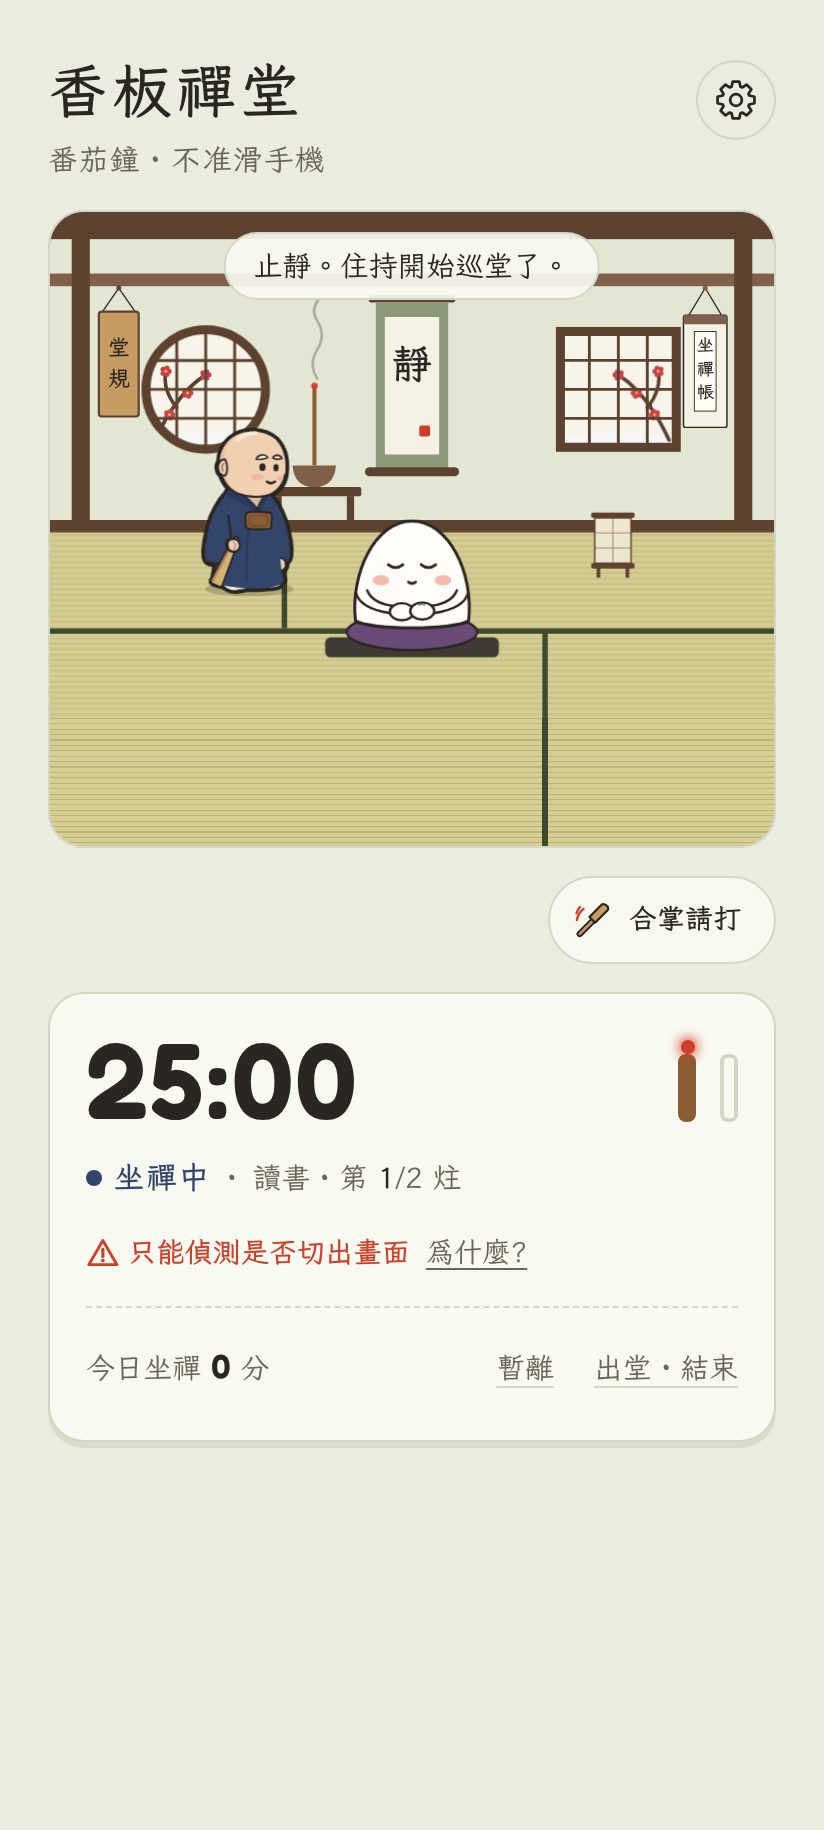 香板禪堂
番茄鐘・不准滑手機
止靜。住持開始巡堂了。
堂規
靜
坐禪帳
合掌請打
25:00
坐禪中・讀書・第 1/2 炷
只能偵測是否切出畫面 為什麼?
今日坐禪 0 分 暫離 出堂・結束